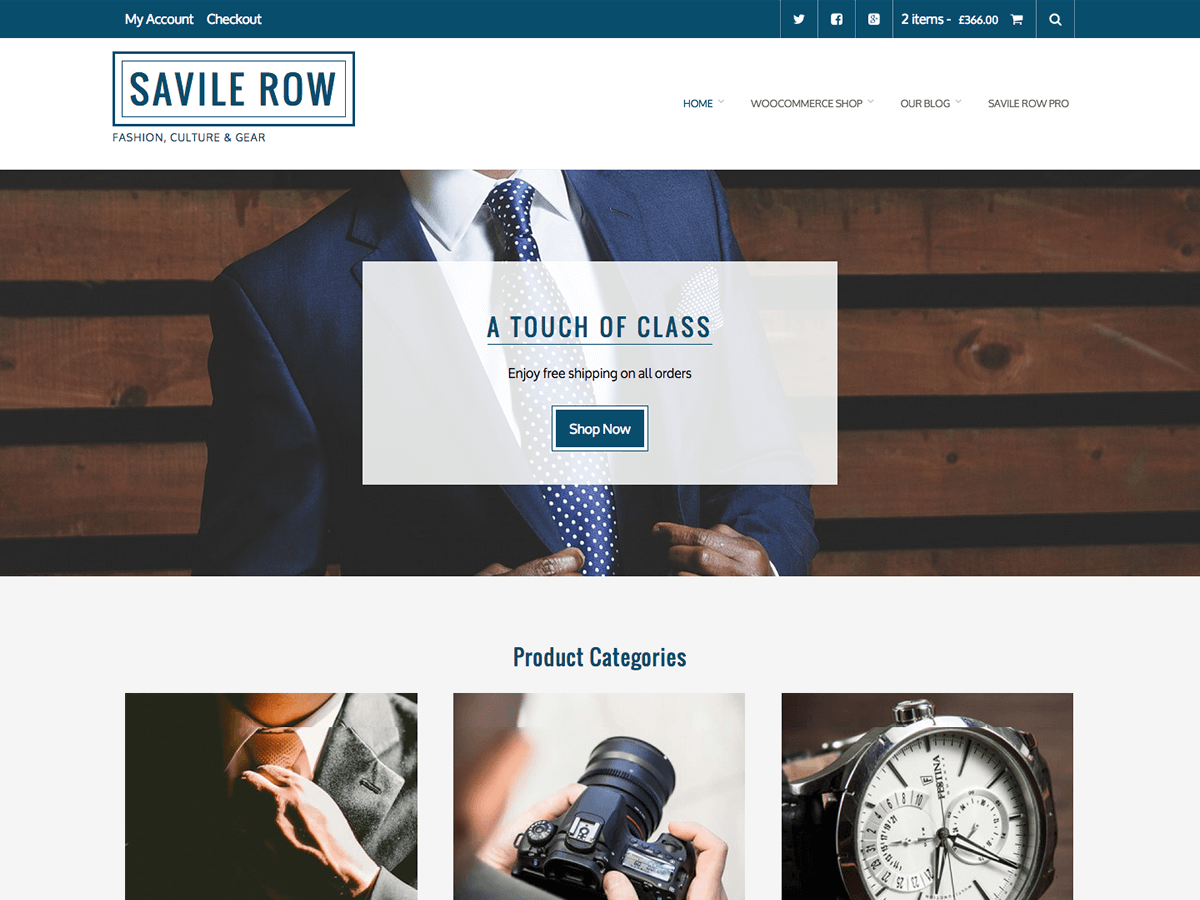 My Account Checkout 2 items - £366.00
SAVILE ROW
FASHION, CULTURE & GEAR
HOME WOOCOMMERCE SHOP OUR BLOG SAVILE ROW PRO
A TOUCH OF CLASS
Enjoy free shipping on all orders
Shop Now
Product Categories
FESTINA